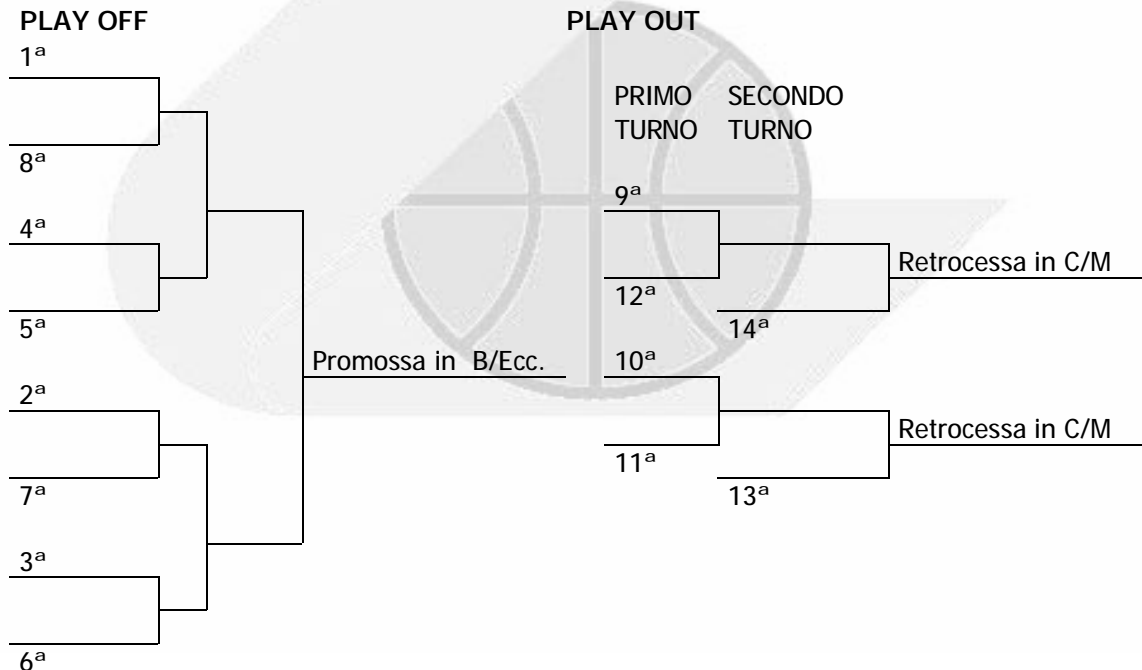 PLAY OFF
1ª
8ª
4ª
5ª
Promossa in B/Ecc.
2ª
7ª
3ª
6ª
PLAY OUT
PRIMO SECONDO
TURNO TURNO
9ª
Retrocessa in C/M
12ª
14ª
10ª
Retrocessa in C/M
11ª
13ª